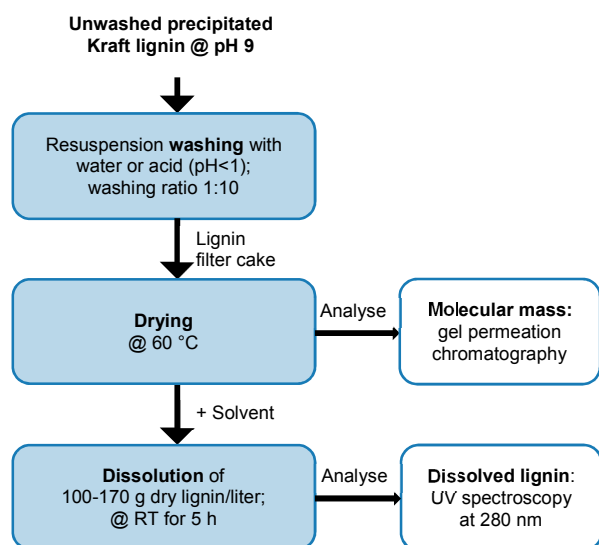 Unwashed precipitated
Kraft lignin @ pH 9
Resuspension washing with
water or acid (pH<1);
washing ratio 1:10
Lignin
filter cake
Drying
@ 60 °C
Analyse
Molecular mass:
gel permeation
chromatography
+ Solvent
Dissolution of
100-170 g dry lignin/liter;
@ RT for 5 h
Analyse
Dissolved lignin:
UV spectroscopy
at 280 nm